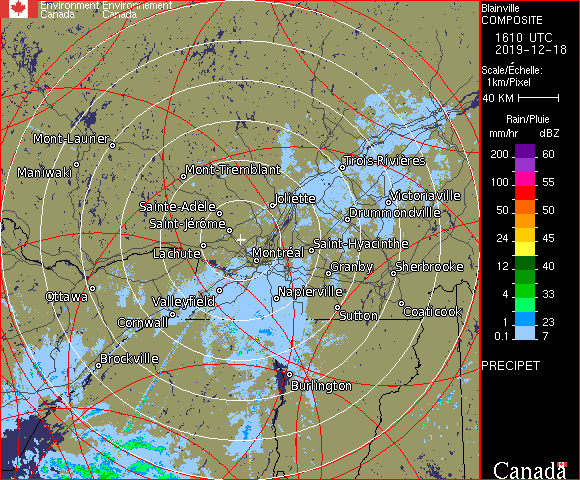 Environment Environnement
Canada Canada
Blainville
COMPOSITE
1610 UTC
2019-12-18
Scale/Échelle:
1km/Pixel
40 KM
Rain/Pluie
mm/hr dBZ
200 60
100 55
50 50
24 45
12 40
4 33
1 23
0.1 7
PRECIPET
Canada
Mont-Laurier
Maniwaki
Mont-Tremblant
Trois-Rivières
Sainte-Adèle
Joliette
Victoriaville
Drummondville
Saint-Jérôme
Lachute
Montréal
Saint-Hyacinthe
Granby
Sherbrooke
Ottawa
Valleyfield
Napierville
Cornwall
Sutton
Coaticook
Brockville
Burlington